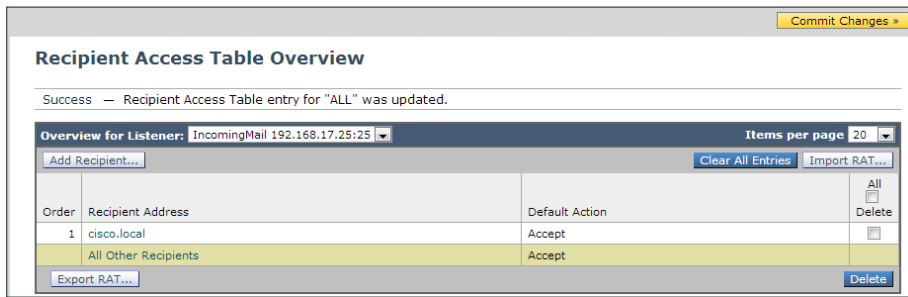 Commit Changes »
Recipient Access Table Overview
Success — Recipient Access Table entry for "ALL" was updated.
Overview for Listener: IncomingMail 192.168.17.25:25 Items per page 20
Add Recipient... Clear All Entries Import RAT...
Order Recipient Address Default Action All Delete
1 cisco.local Accept
All Other Recipients Accept
Export RAT... Delete